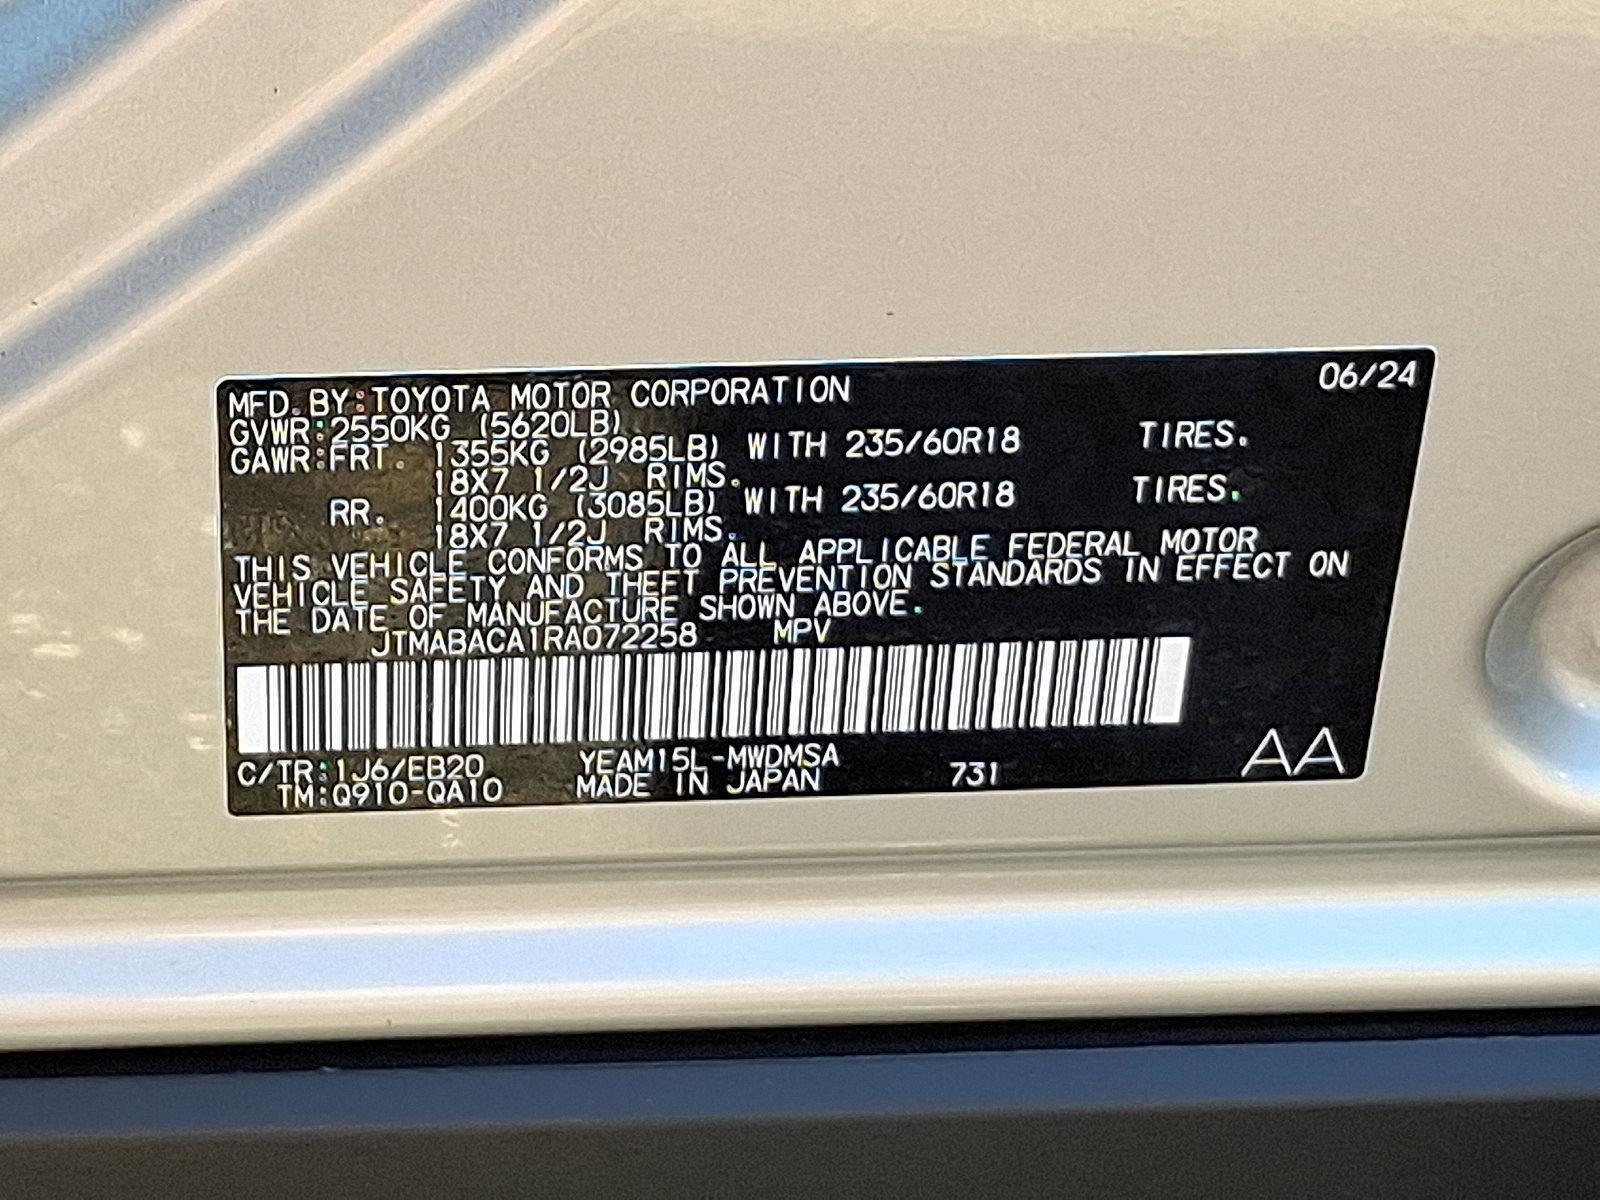 MFD. BY:TOYOTA MOTOR CORPORATION 06/24
GVWR:2550KG (5620LB)
GAWR:FRT. 1355KG (2985LB) WITH 235/60R18 TIRES.
18X7 1/2J RIMS.
RR. 1400KG (3085LB) WITH 235/60R18 TIRES.
18X7 1/2J RIMS.
THIS VEHICLE CONFORMS TO ALL APPLICABLE FEDERAL MOTOR
VEHICLE SAFETY AND THEFT PREVENTION STANDARDS IN EFFECT ON
THE DATE OF MANUFACTURE SHOWN ABOVE.
JTMABACA1RA072258 MPV
C/TR:1J6/EB20 YEAM15L-MWDMSA
TM:Q910-QA10 MADE IN JAPAN 731 AA